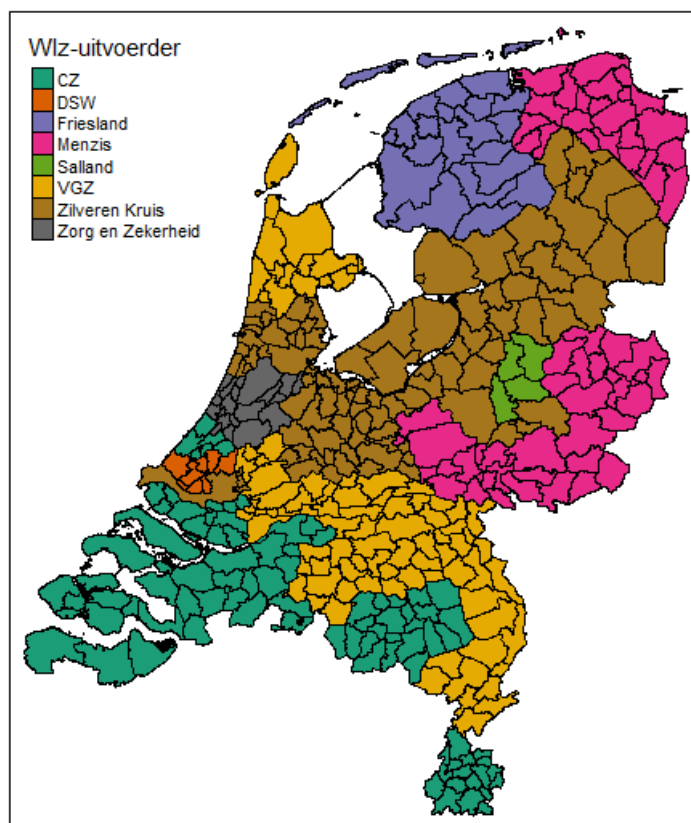 Wlz-uitvoerder
CZ
DSW
Friesland
Menzis
Salland
VGZ
Zilveren Kruis
Zorg en Zekerheid